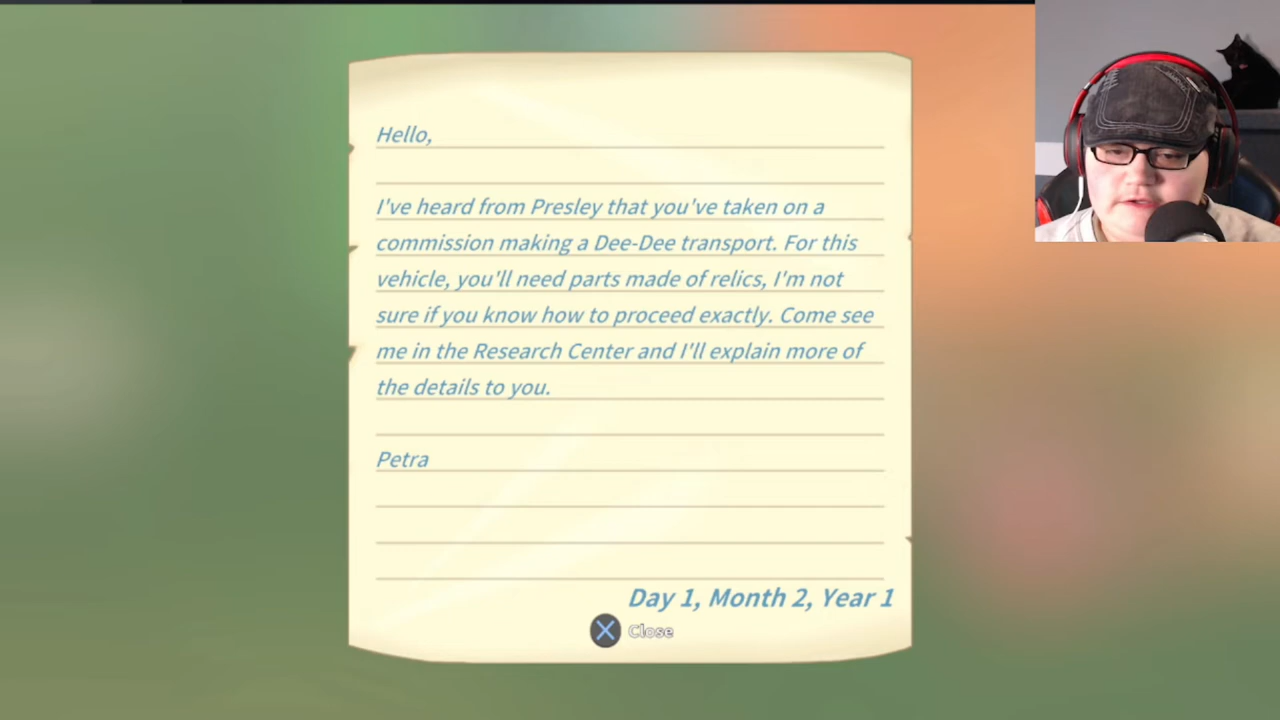 Hello,
I've heard from Presley that you've taken on a
commission making a Dee-Dee transport. For this
vehicle, you'll need parts made of relics, I'm not
sure if you know how to proceed exactly. Come see
me in the Research Center and I'll explain more of
the details to you.
Petra
Day 1, Month 2, Year 1
Close